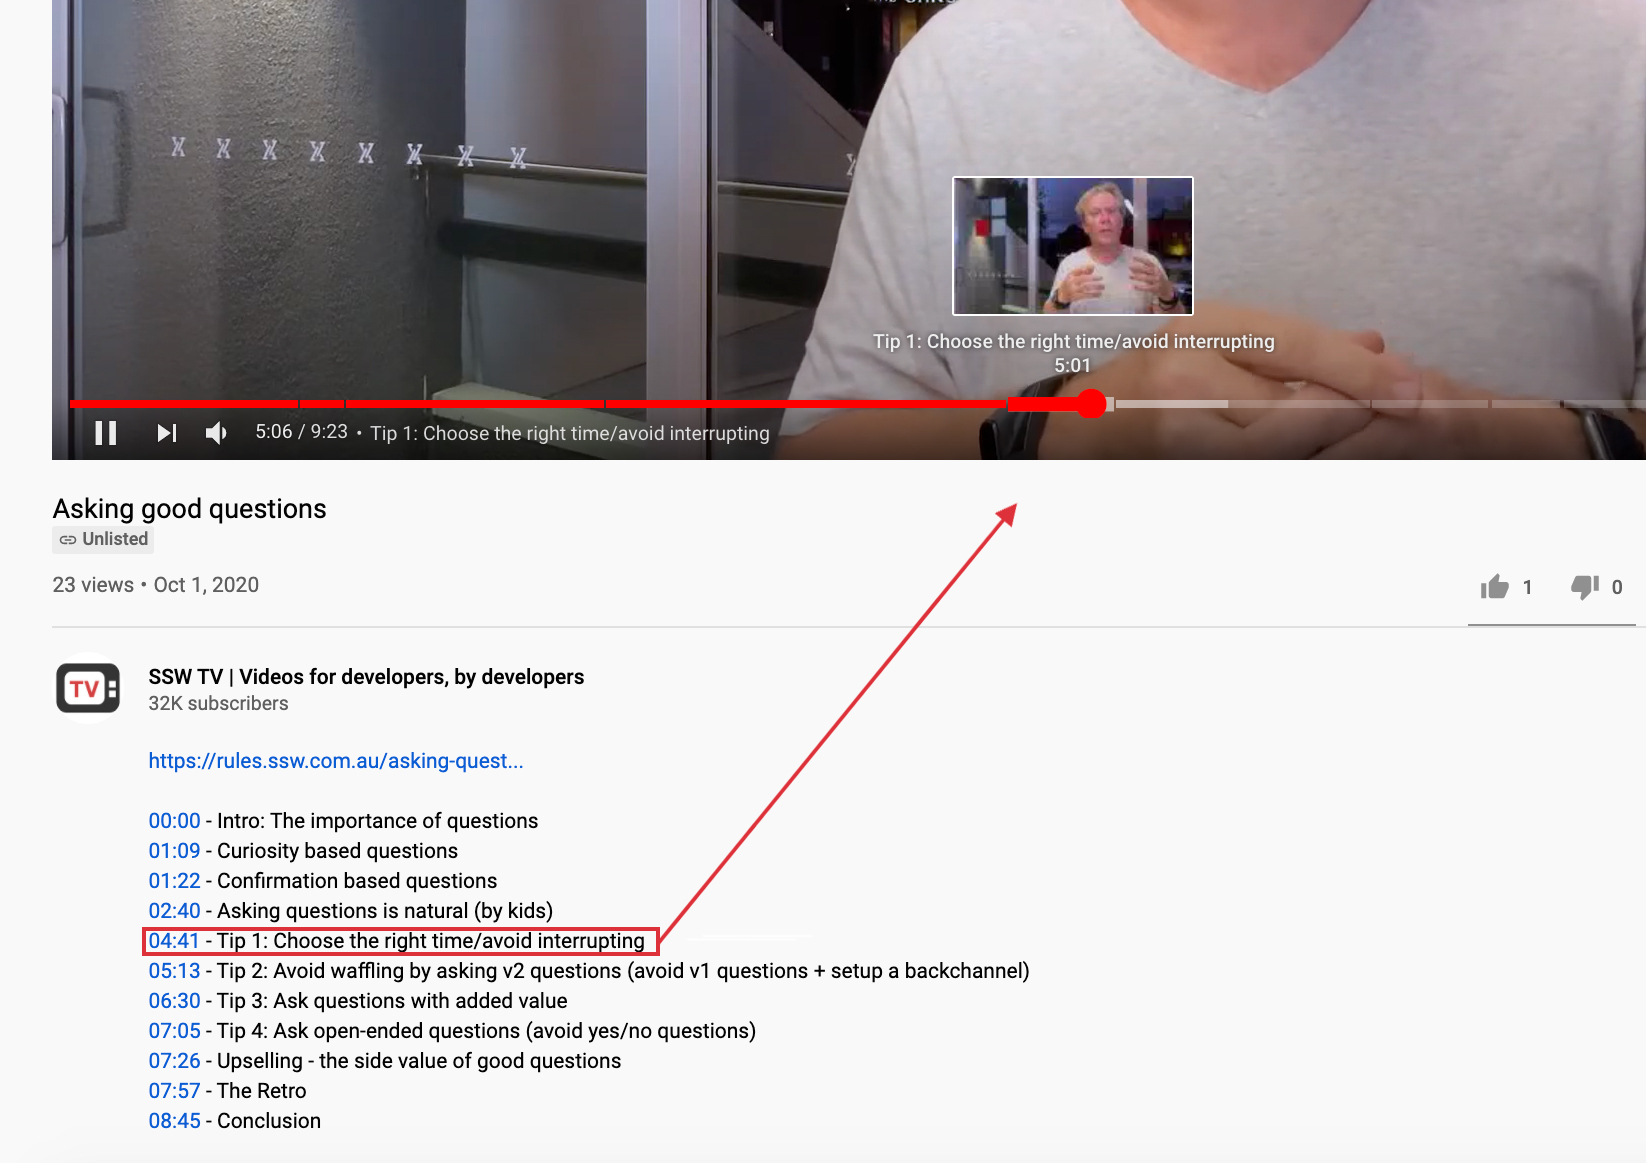 Tip 1: Choose the right time/avoid interrupting
5:01
5:06 / 9:23 • Tip 1: Choose the right time/avoid interrupting
Asking good questions
Unlisted
23 views • Oct 1, 2020
1
0
TV
SSW TV | Videos for developers, by developers
32K subscribers
https://rules.ssw.com.au/asking-quest...
00:00 - Intro: The importance of questions
01:09 - Curiosity based questions
01:22 - Confirmation based questions
02:40 - Asking questions is natural (by kids)
04:41 - Tip 1: Choose the right time/avoid interrupting
05:13 - Tip 2: Avoid waffling by asking v2 questions (avoid v1 questions + setup a backchannel)
06:30 - Tip 3: Ask questions with added value
07:05 - Tip 4: Ask open-ended questions (avoid yes/no questions)
07:26 - Upselling - the side value of good questions
07:57 - The Retro
08:45 - Conclusion